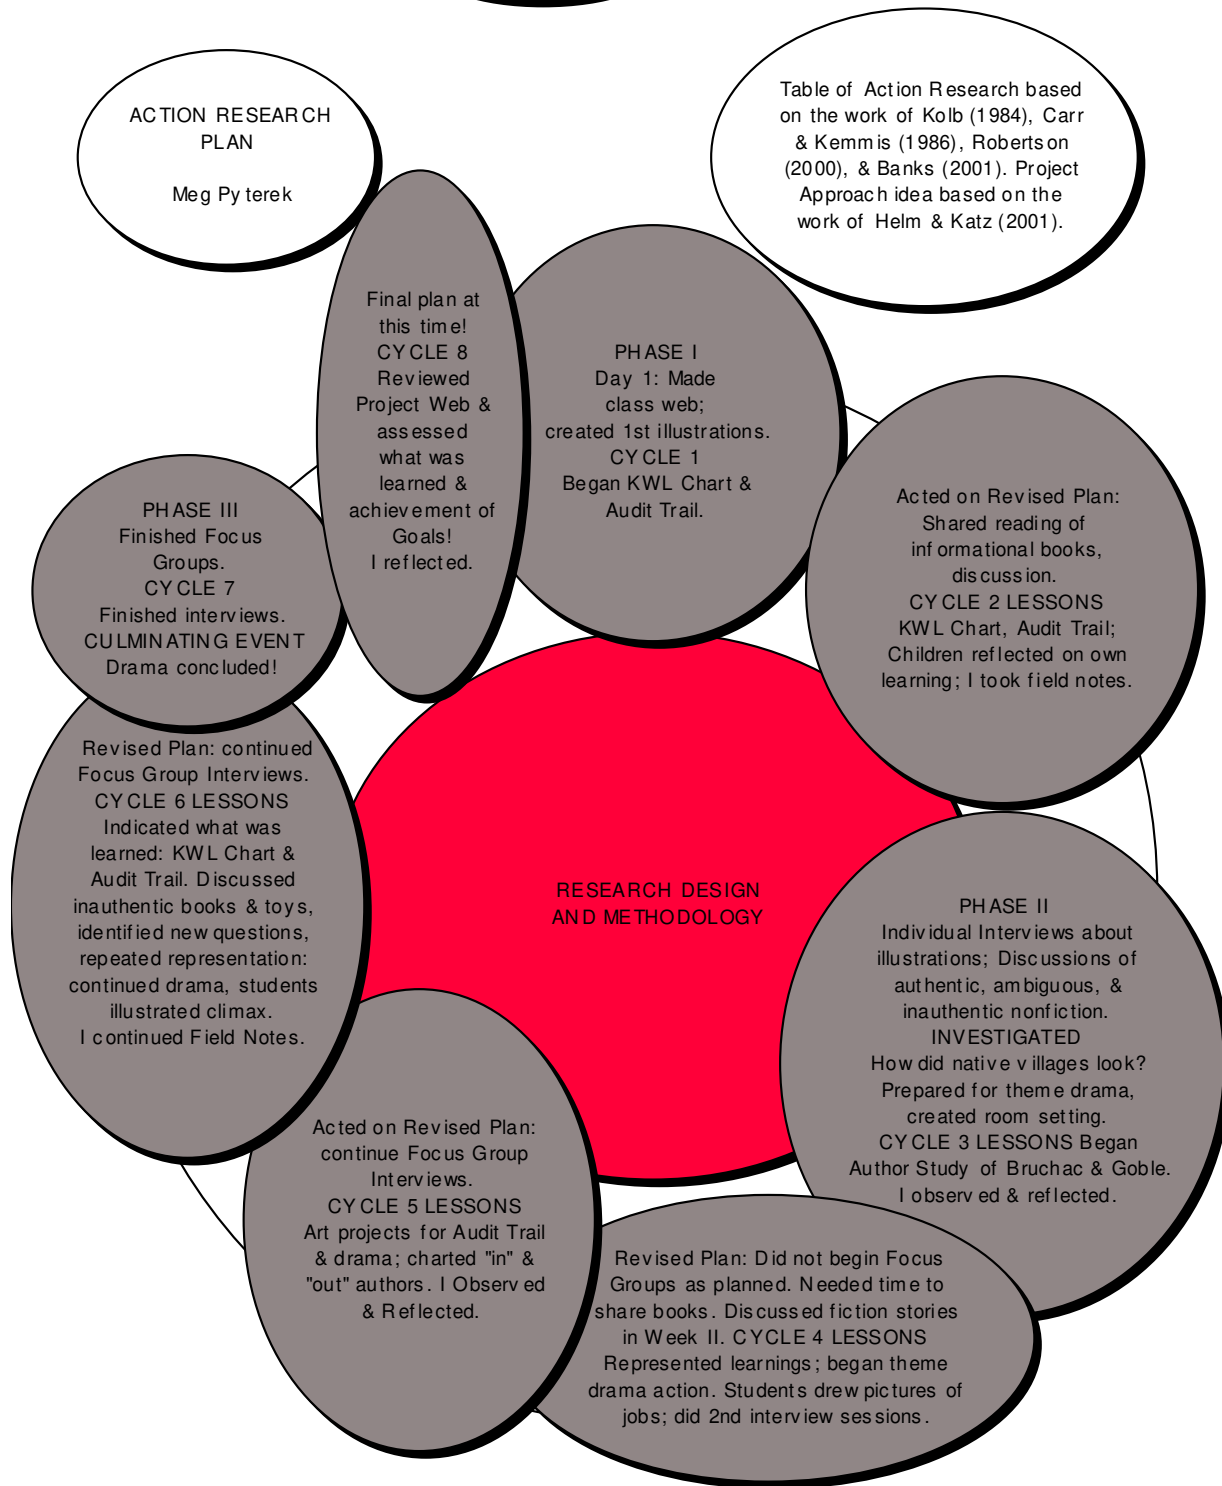 ACTION RESEARCH
PLAN
Meg Pyterek
Table of Action Research based
on the work of Kolb (1984), Carr
& Kemmis (1986), Robertson
(2000), & Banks (2001). Project
Approach idea based on the
work of Helm & Katz (2001).
Final plan at
this time!
CYCLE 8
Reviewed
Project Web &
assessed
what was
learned &
achievement of
Goals!
I reflected.
PHASE I
Day 1: Made
class web;
created 1st illustrations.
CYCLE 1
Began KWL Chart &
Audit Trail.
Acted on Revised Plan:
Shared reading of
informational books,
discussion.
CYCLE 2 LESSONS
KWL Chart, Audit Trail;
Children reflected on own
learning; I took field notes.
PHASE III
Finished Focus
Groups.
CYCLE 7
Finished interviews.
CULMINATING EVENT
Drama concluded!
Revised Plan: continued
Focus Group Interviews.
CYCLE 6 LESSONS
Indicated what was
learned: KWL Chart &
Audit Trail. Discussed
inauthentic books & toys,
identified new questions,
repeated representation:
continued drama, students
illustrated climax.
I continued Field Notes.
RESEARCH DESIGN
AND METHODOLOGY
PHASE II
Individual Interviews about
illustrations; Discussions of
authentic, ambiguous, &
inauthentic nonfiction.
INVESTIGATED
How did native villages look?
Prepared for theme drama,
created room setting.
CYCLE 3 LESSONS Began
Author Study of Bruchac & Goble.
I observed & reflected.
Acted on Revised Plan:
continue Focus Group
Interviews.
CYCLE 5 LESSONS
Art projects for Audit Trail
& drama; charted "in" &
"out" authors. I Observed
& Reflected.
Revised Plan: Did not begin Focus
Groups as planned. Needed time to
share books. Discussed fiction stories
in Week II. CYCLE 4 LESSONS
Represented learnings; began theme
drama action. Students drew pictures of
jobs; did 2nd interview sessions.